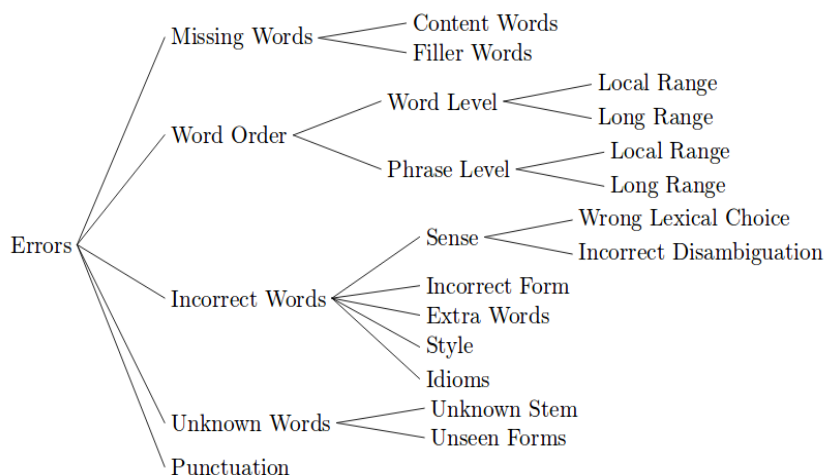 Content Words
Missing Words
Filler Words
Local Range
Word Level
Long Range
Word Order
Local Range
Phrase Level
Long Range
Wrong Lexical Choice
Sense
Errors
Incorrect Disambiguation
Incorrect Form
Incorrect Words
Extra Words
Style
Idioms
Unknown Stem
Unknown Words
Unseen Forms
Punctuation